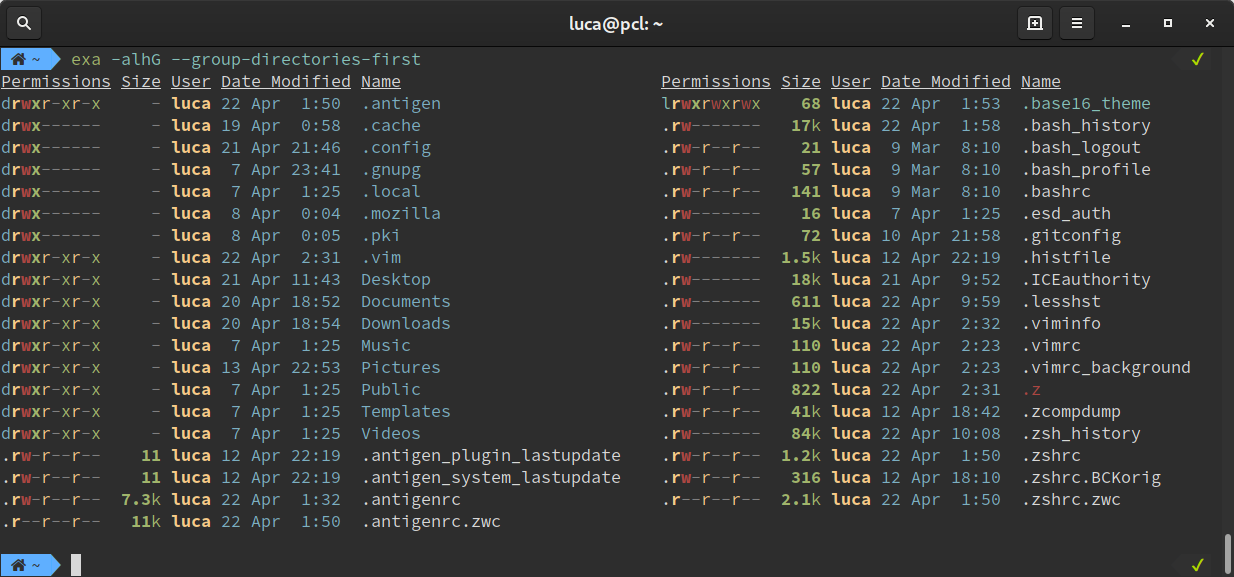 luca@pcl: ~
~ exa -alhG --group-directories-first ✓
Permissions Size User Date Modified Name Permissions Size User Date Modified Name
drwxr-xr-x - luca 22 Apr 1:50 .antigen lrwxrwxrwx 68 luca 22 Apr 1:53 .base16_theme
drwx------ - luca 19 Apr 0:58 .cache .rw------- 17k luca 22 Apr 1:58 .bash_history
drwx------ - luca 21 Apr 21:46 .config .rw-r--r-- 21 luca 9 Mar 8:10 .bash_logout
drwx------ - luca 7 Apr 23:41 .gnupg .rw-r--r-- 57 luca 9 Mar 8:10 .bash_profile
drwx------ - luca 7 Apr 1:25 .local .rw-r--r-- 141 luca 9 Mar 8:10 .bashrc
drwx------ - luca 8 Apr 0:04 .mozilla .rw------- 16 luca 7 Apr 1:25 .esd_auth
drwx------ - luca 8 Apr 0:05 .pki .rw-r--r-- 72 luca 10 Apr 21:58 .gitconfig
drwxr-xr-x - luca 22 Apr 2:31 .vim .rw------- 1.5k luca 12 Apr 22:19 .histfile
drwxr-xr-x - luca 21 Apr 11:43 Desktop .rw------- 18k luca 21 Apr 9:52 .ICEauthority
drwxr-xr-x - luca 20 Apr 18:52 Documents .rw------- 611 luca 22 Apr 9:59 .lesshst
drwxr-xr-x - luca 20 Apr 18:54 Downloads .rw------- 15k luca 22 Apr 2:32 .viminfo
drwxr-xr-x - luca 7 Apr 1:25 Music .rw-r--r-- 110 luca 22 Apr 2:23 .vimrc
drwxr-xr-x - luca 13 Apr 22:53 Pictures .rw-r--r-- 110 luca 22 Apr 2:23 .vimrc_background
drwxr-xr-x - luca 7 Apr 1:25 Public .rw------- 822 luca 22 Apr 2:31 .z
drwxr-xr-x - luca 7 Apr 1:25 Templates .rw-r--r-- 41k luca 12 Apr 18:42 .zcompdump
drwxr-xr-x - luca 7 Apr 1:25 Videos .rw------- 84k luca 22 Apr 10:08 .zsh_history
.rw-r--r-- 11 luca 12 Apr 22:19 .antigen_plugin_lastupdate .rw-r--r-- 1.2k luca 22 Apr 1:50 .zshrc
.rw-r--r-- 11 luca 12 Apr 22:19 .antigen_system_lastupdate .rw-r--r-- 316 luca 12 Apr 18:10 .zshrc.BCKorig
.rw-r--r-- 7.3k luca 22 Apr 1:32 .antigenrc .r--r--r-- 2.1k luca 22 Apr 1:50 .zshrc.zwc
.r--r--r-- 11k luca 22 Apr 1:50 .antigenrc.zwc
~ ✓